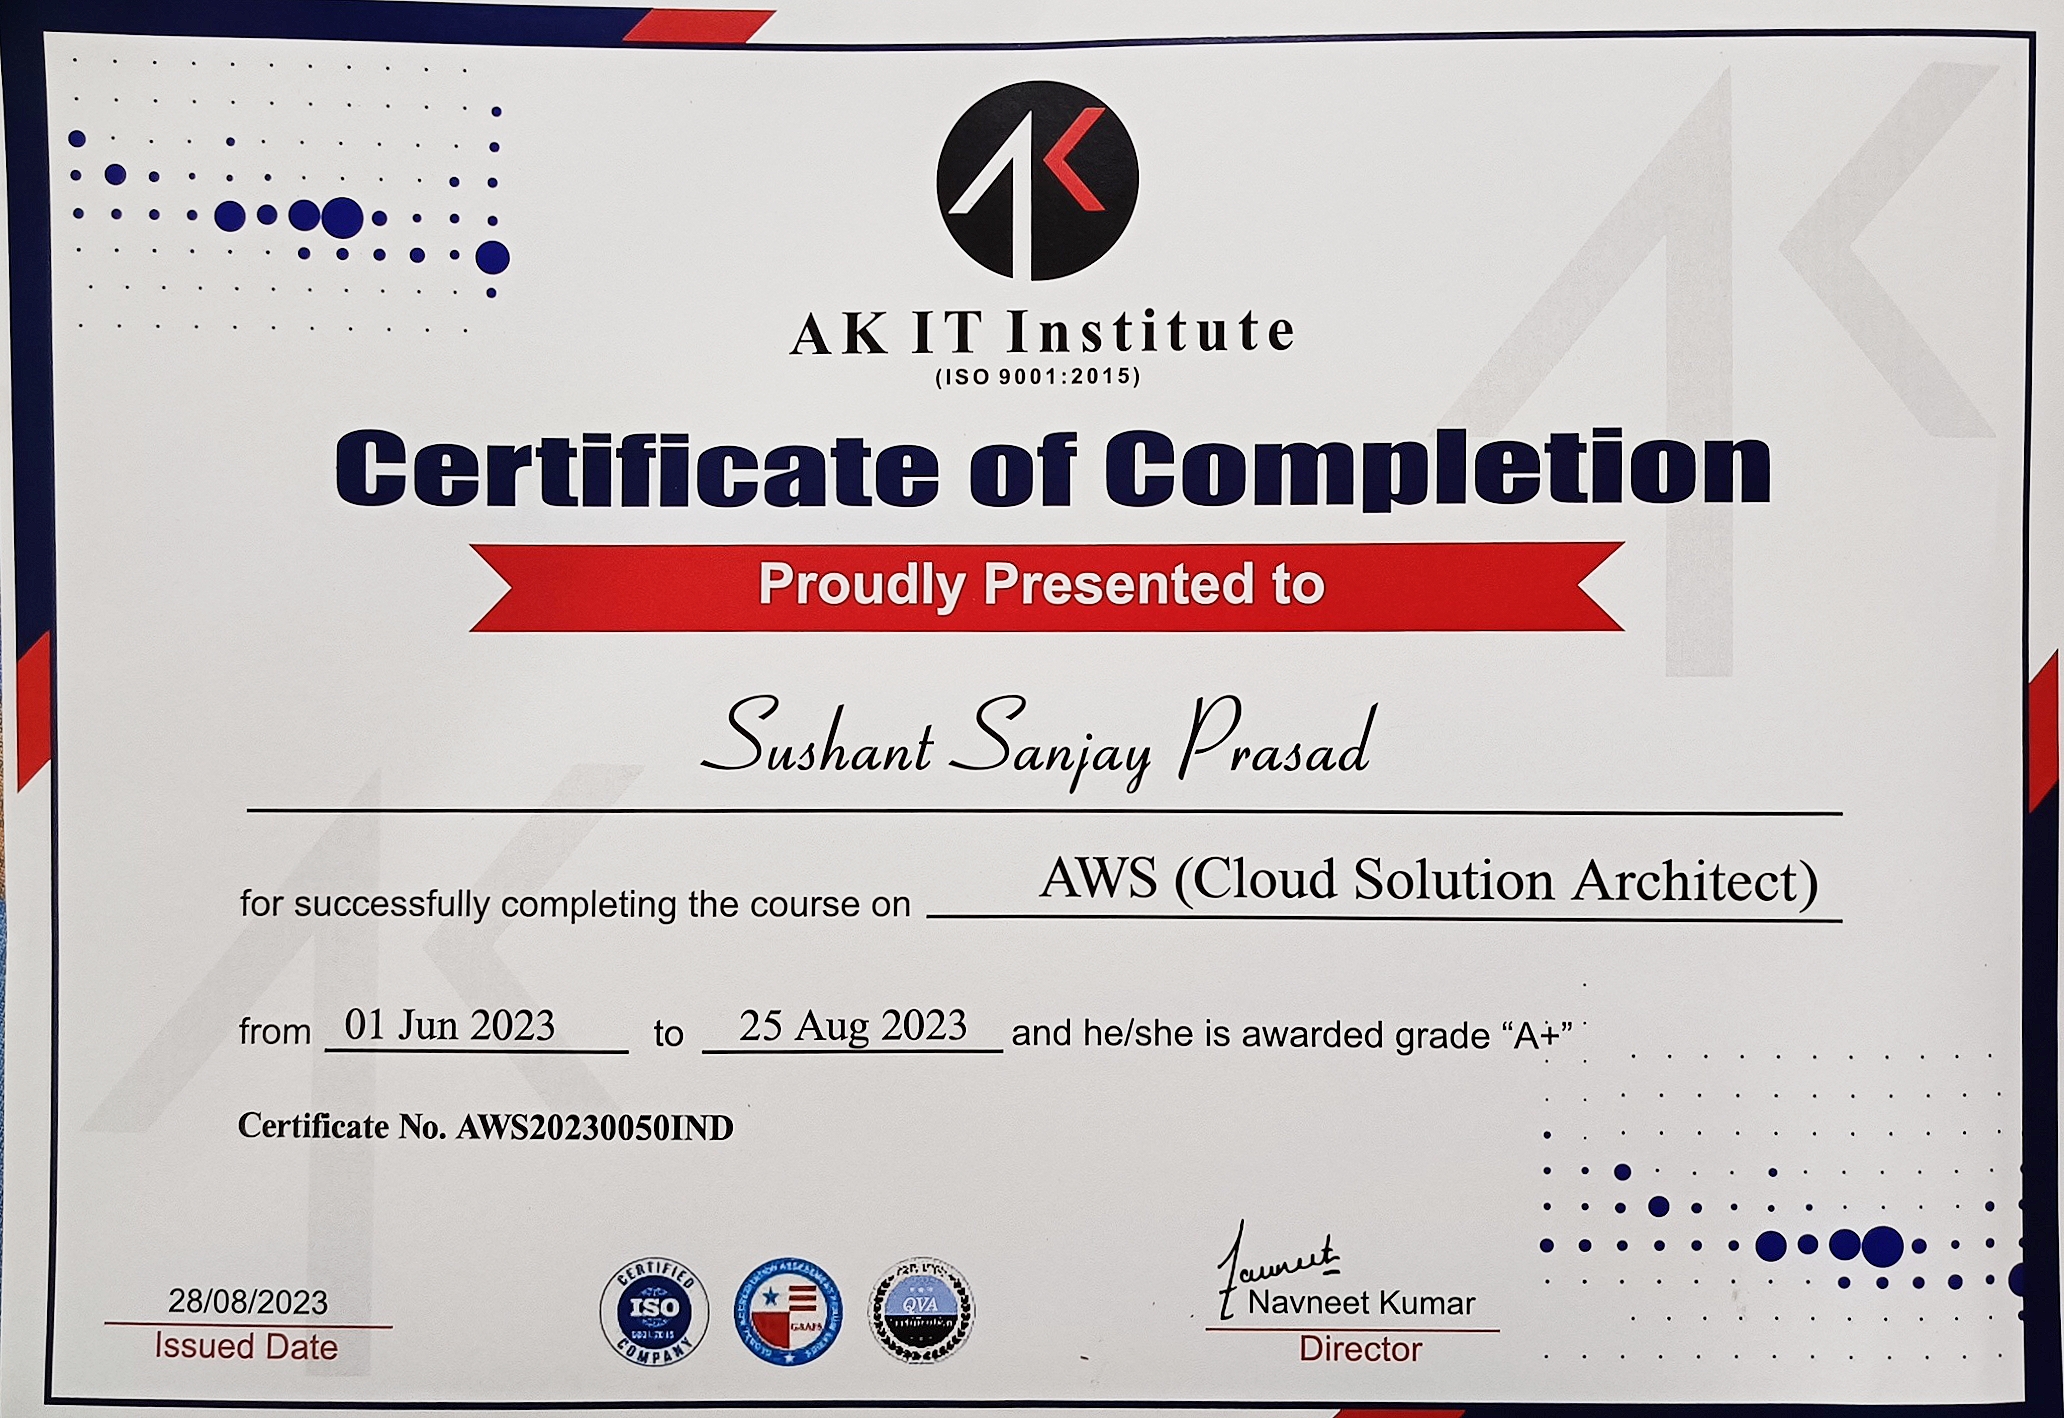 AK IT Institute
(ISO 9001:2015)
Certificate of Completion
Proudly Presented to
Sushant Sanjay Prasad
for successfully completing the course on AWS (Cloud Solution Architect)
from 01 Jun 2023 to 25 Aug 2023 and he/she is awarded grade “A+”
Certificate No. AWS20230050IND
28/08/2023
Issued Date
CERTIFIED
ISO
COMPANY
GRAFS
QVA
Navneet
Navneet Kumar
Director